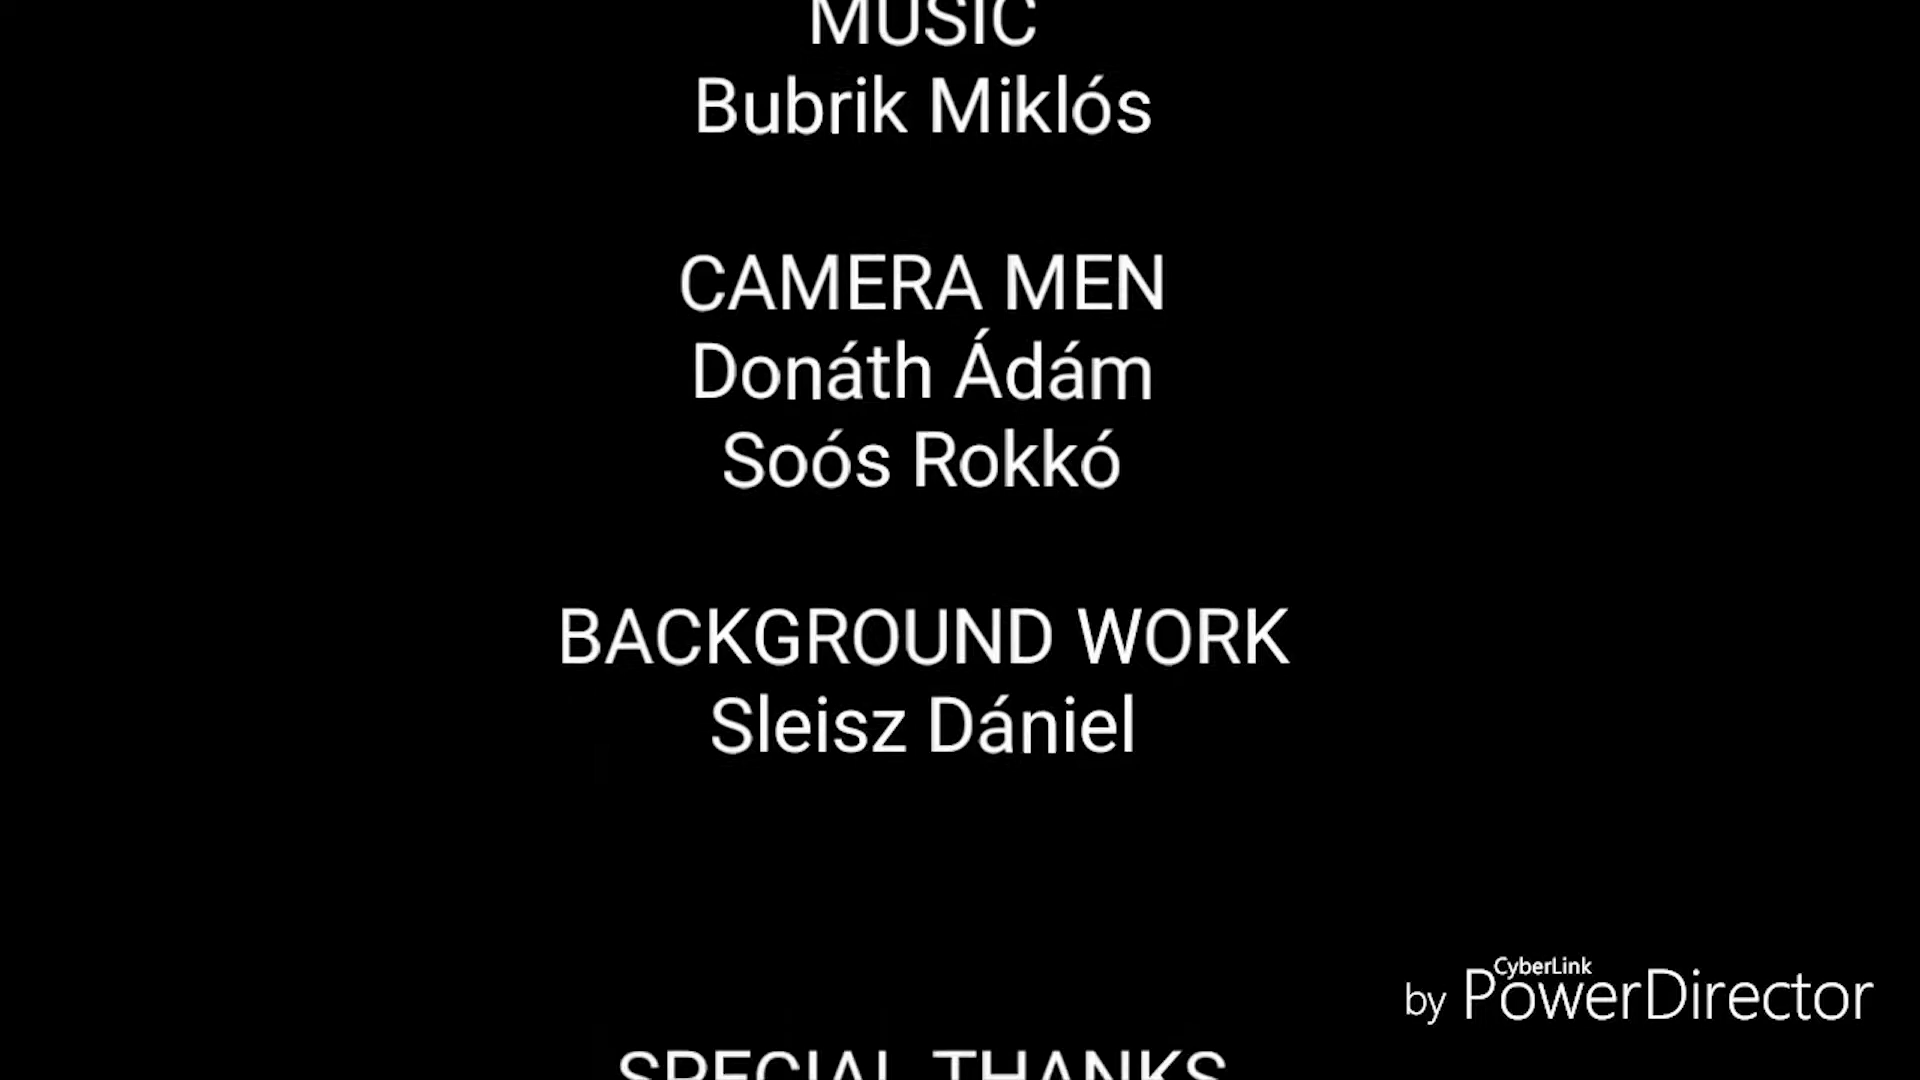 MUSIC
Bubrik Miklós
CAMERA MEN
Donáth Ádám
Soós Rokkó
BACKGROUND WORK
Sleisz Dániel
by CyberLink PowerDirector
SPECIAL THANKS